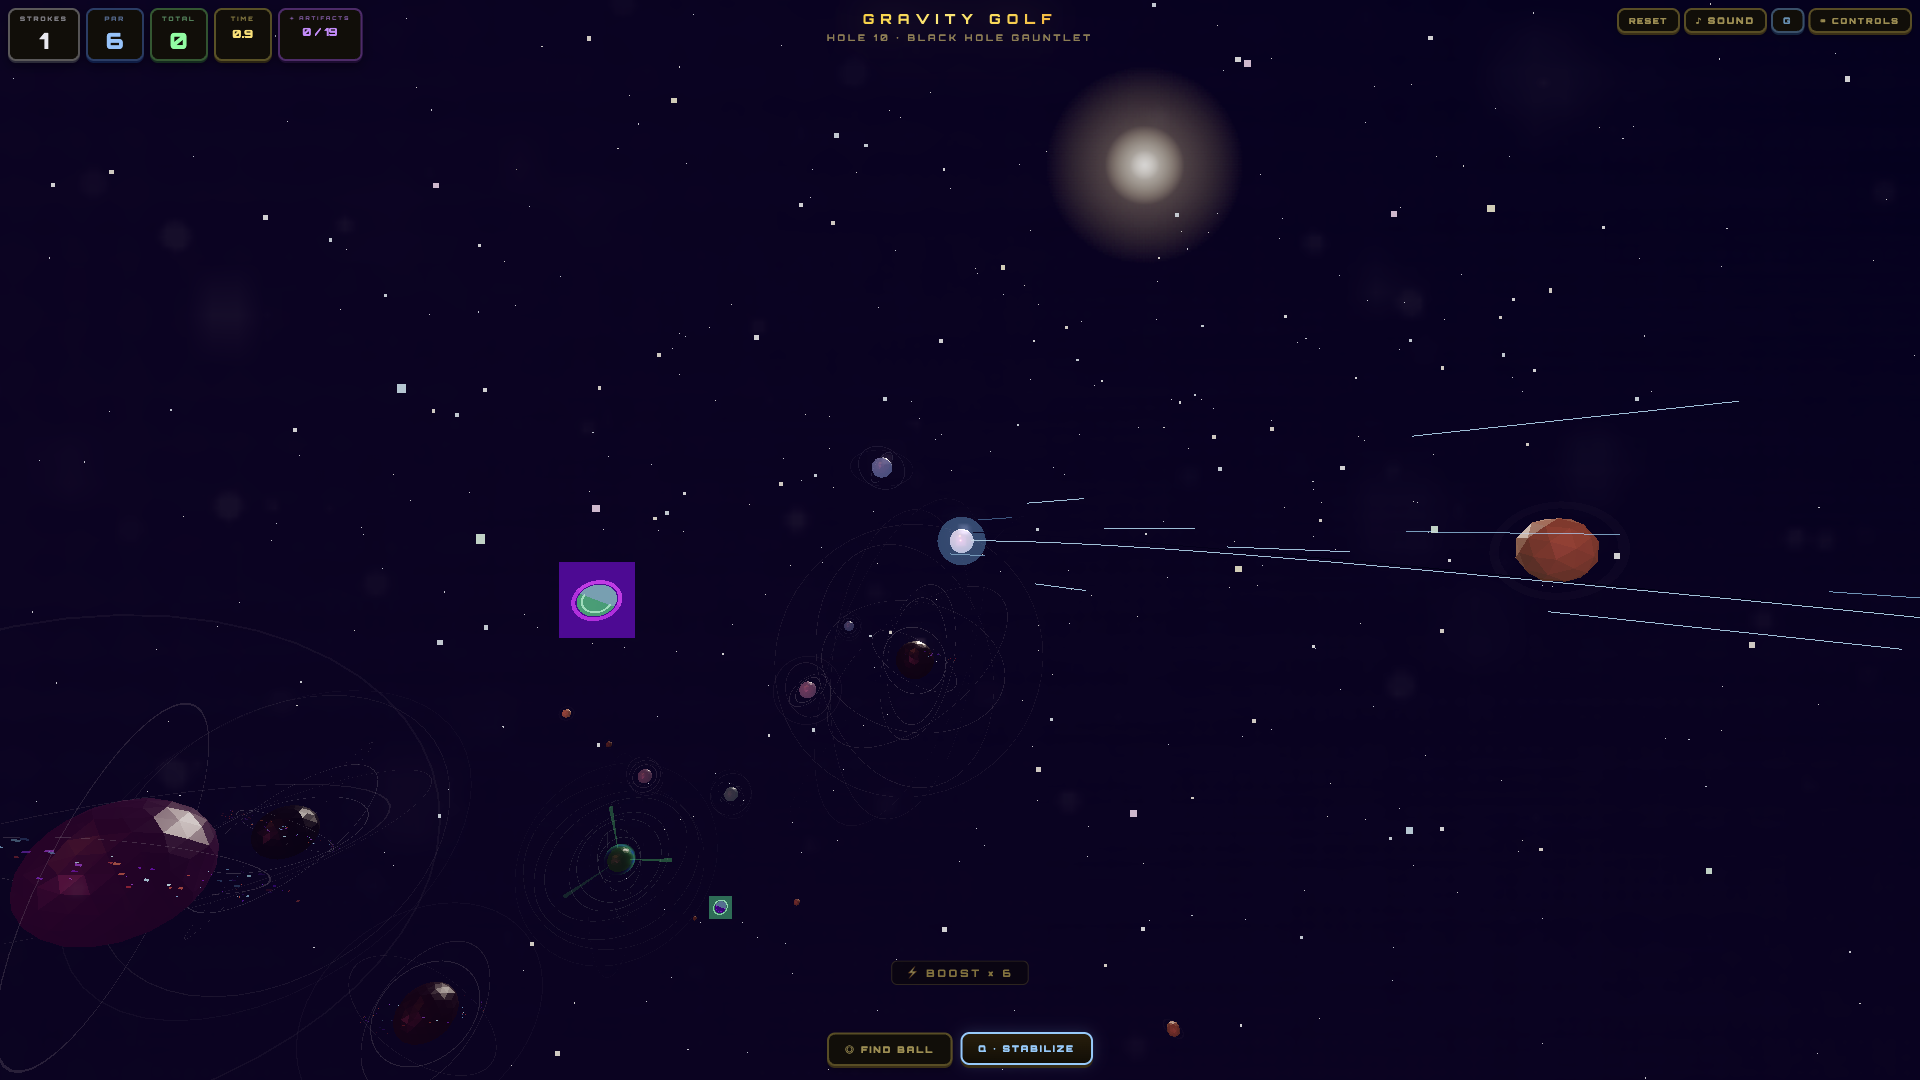 STROKES
1
PAR
6
TOTAL
0
TIME
0.9
ARTIFACTS
0 / 19
GRAVITY GOLF
HOLE 10 · BLACK HOLE GAUNTLET
RESET
♪ SOUND
G
CONTROLS
⚡ BOOST × 6
FIND BALL
Q · STABILIZE